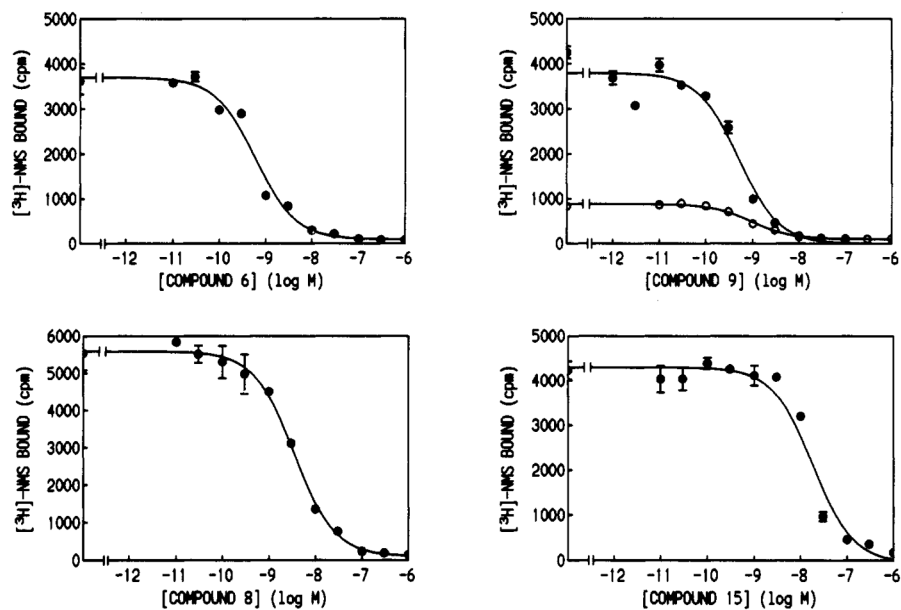 [³H]-NMS BOUND (cpm)
5000
4000
3000
2000
1000
0
-12 -11 -10 -9 -8 -7 -6
[COMPOUND 6] (log M)
[³H]-NMS BOUND (cpm)
5000
4000
3000
2000
1000
0
-12 -11 -10 -9 -8 -7 -6
[COMPOUND 9] (log M)
[³H]-NMS BOUND (cpm)
6000
5000
4000
3000
2000
1000
0
-12 -11 -10 -9 -8 -7 -6
[COMPOUND 8] (log M)
[³H]-NMS BOUND (cpm)
5000
4000
3000
2000
1000
0
-12 -11 -10 -9 -8 -7 -6
[COMPOUND 15] (log M)